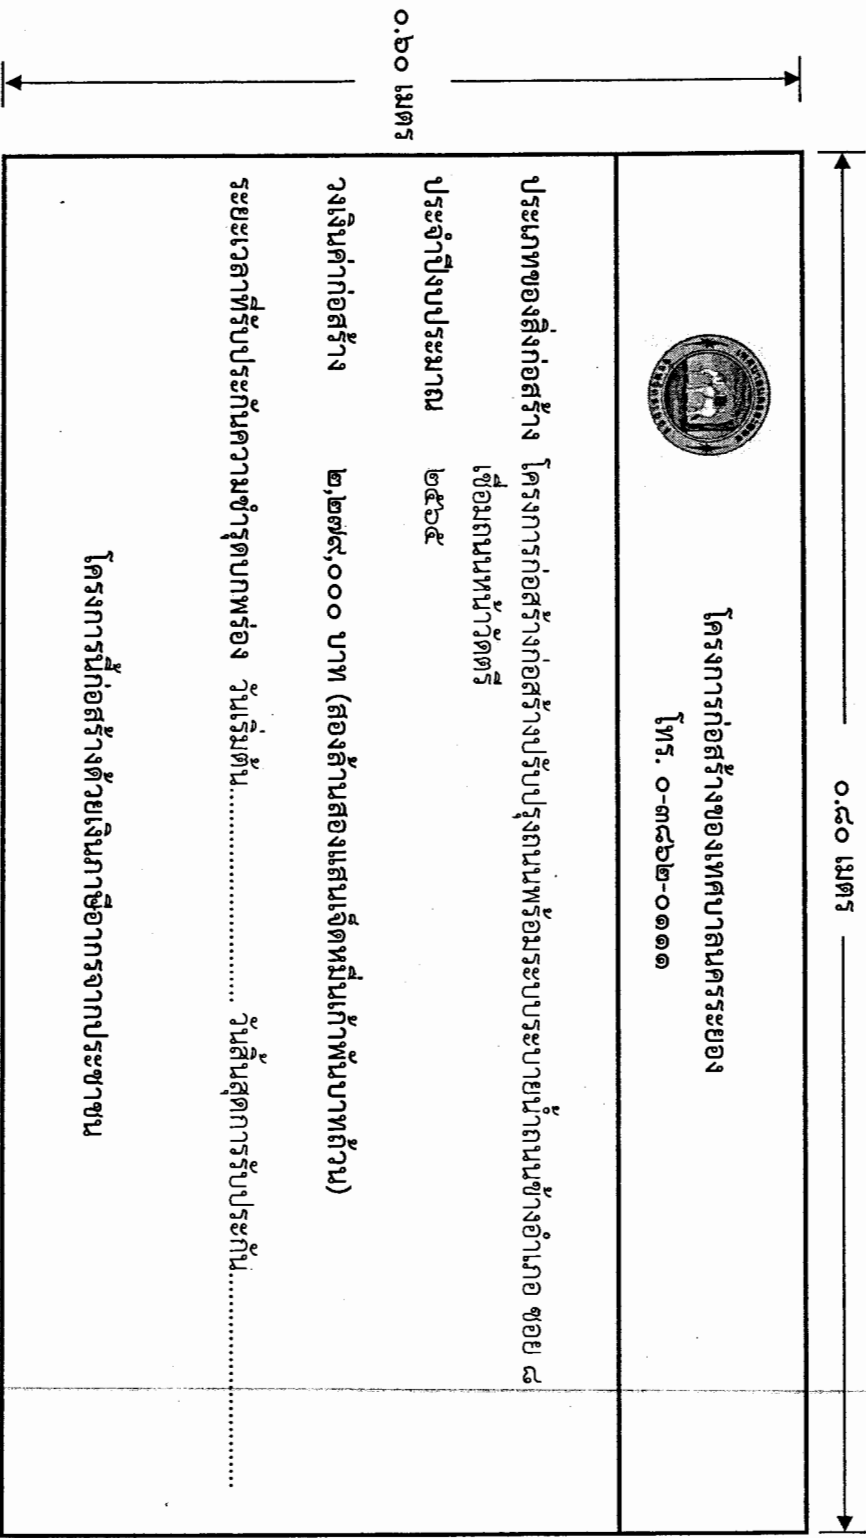 ๐.๘๐ เมตร
๐.๖๐ เมตร
โครงการก่อสร้างของเทศบาลนครระยอง
โทร. ๐-๓๘๖๒-๐๑๑๑
ประเภทของสิ่งก่อสร้าง โครงการก่อสร้างก่อสร้างปรับปรุงถนนพร้อมระบบระบายน้ำถนนข้างอำเภอ ซอย ๘
เชื่อมถนนหน้าวัดตรี
ประจำปีงบประมาณ ๒๕๖๕
วงเงินค่าก่อสร้าง ๒,๒๗๙,๐๐๐ บาท (สองล้านสองแสนเจ็ดหมื่นเก้าพันบาทถ้วน)
ระยะเวลาที่รับประกันความชำรุดบกพร่อง วันเริ่มต้น.............................. วันสิ้นสุดการรับประกัน..............................
โครงการนี้ก่อสร้างด้วยเงินภาษีอากรจากประชาชน